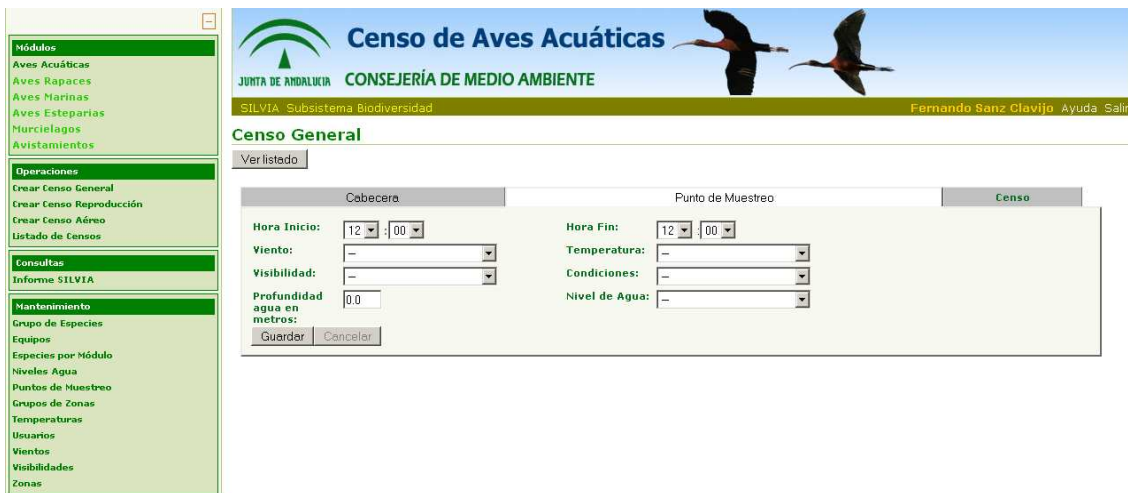 Módulos
Aves Acuáticas
Aves Rapaces
Aves Marinas
Aves Esteparias
Murcielagos
Avistamientos
Operaciones
Crear Censo General
Crear Censo Reproducción
Crear Censo Aéreo
Listado de Censos
Consultas
Informe SILVIA
Mantenimiento
Grupo de Especies
Equipos
Especies por Módulo
Niveles Agua
Puntos de Muestreo
Grupos de Zonas
Temperaturas
Usuarios
Vientos
Visibilidades
Zonas
Censo de Aves Acuáticas
JUNTA DE ANDALUCIA CONSEJERÍA DE MEDIO AMBIENTE
SILVIA Subsistema Biodiversidad Fernando Sanz Clavijo Ayuda Salir
Censo General
Ver listado
Cabecera Punto de Muestreo Censo
Hora Inicio: 12 : 00 Hora Fin: 12 : 00
Viento: -- Temperatura: --
Visibilidad: -- Condiciones: --
Profundidad agua en metros: 0.0 Nivel de Agua: --
Guardar Cancelar